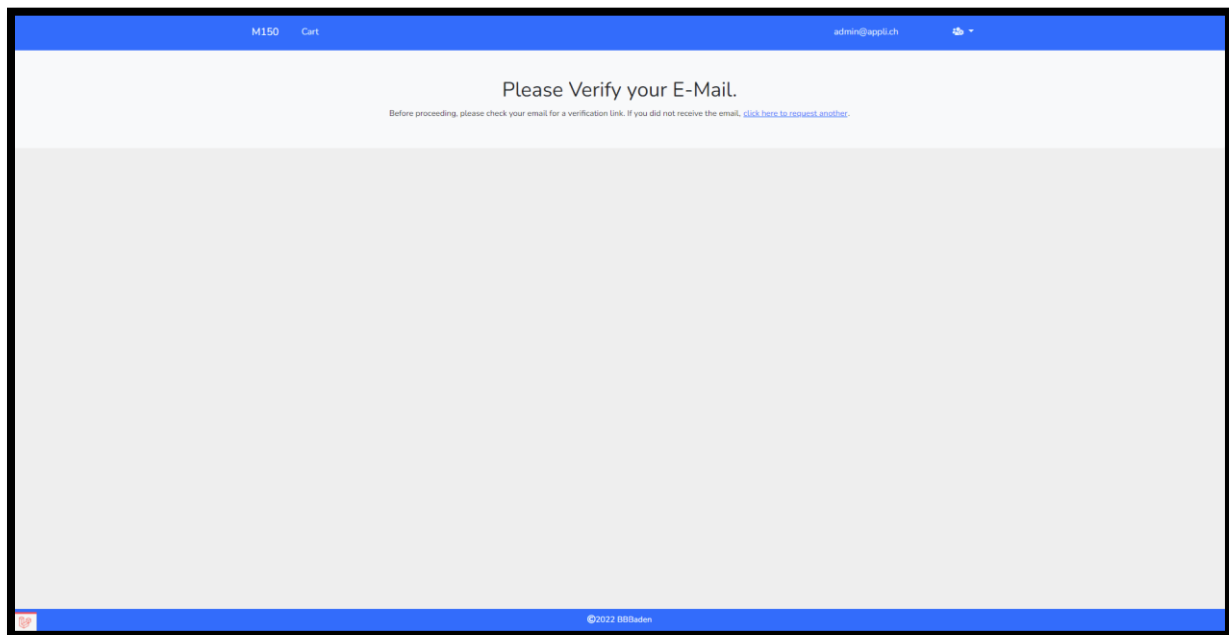 M150 Cart admin@appli.ch
Please Verify your E-Mail.
Before proceeding, please check your email for a verification link. If you did not receive the email, click here to request another.
©2022 BBBaden